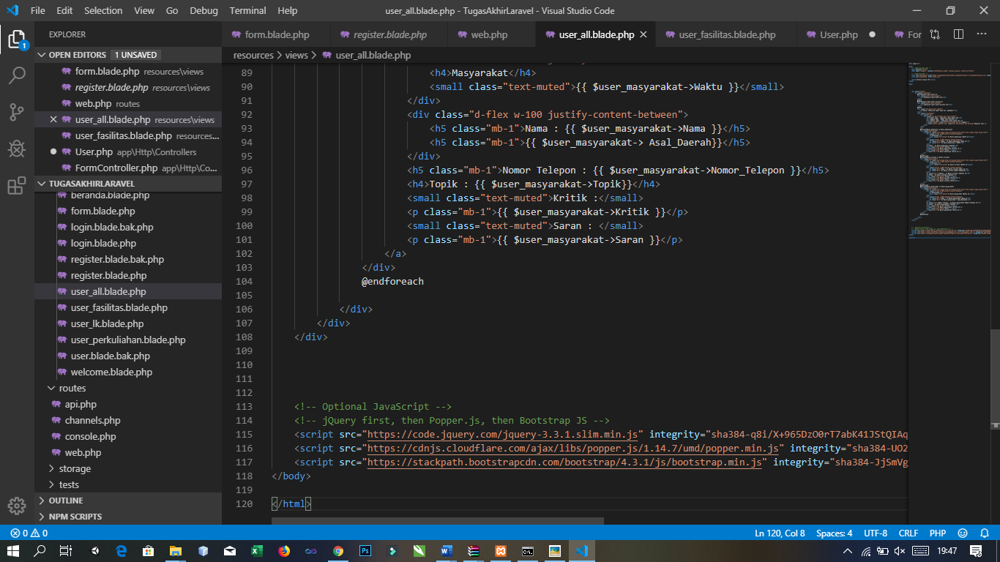 File Edit Selection View Go Debug Terminal Help
user_all.blade.php - TugasAkhirLaravel - Visual Studio Code
EXPLORER
form.blade.php register.blade.php web.php user_all.blade.php user_fasilitas.blade.php User.php For
OPEN EDITORS 1 UNSAVED
resources > views > user_all.blade.php
form.blade.php resources\views
register.blade.php resources\views
web.php routes
user_all.blade.php resources\views
user_fasilitas.blade.php resources...
User.php app\Http\Controllers
FormController.php app\Http\Co...
1
TUGASAKHIRLARAVEL
beranda.blade.php
form.blade.php
login.blade.bak.php
login.blade.php
register.blade.bak.php
register.blade.php
user_all.blade.php
user_fasilitas.blade.php
user_lk.blade.php
user_perkuliahan.blade.php
user.blade.bak.php
welcome.blade.php
routes
api.php
channels.php
console.php
web.php
storage
tests
OUTLINE
NPM SCRIPTS
89 <h4>Masyarakat</h4>
90 <small class="text-muted">{{ $user_masyarakat->Waktu }}</small>
91 </div>
92 <div class="d-flex w-100 justify-content-between">
93 <h5 class="mb-1">Nama : {{ $user_masyarakat->Nama }}</h5>
94 <h5 class="mb-1">{{ $user_masyarakat-> Asal_Daerah}}</h5>
95 </div>
96 <h5 class="mb-1">Nomor Telepon : {{ $user_masyarakat->Nomor_Telepon }}</h5>
97 <h4>Topik : {{ $user_masyarakat->Topik}}</h4>
98 <small class="text-muted">Kritik :</small>
99 <p class="mb-1">{{ $user_masyarakat->Kritik }}</p>
100 <small class="text-muted">Saran : </small>
101 <p class="mb-1">{{ $user_masyarakat->Saran }}</p>
102 </a>
103 </div>
104 @endforeach
105
106 </div>
107 </div>
108 </div>
109
110
111
112
113 <!-- Optional JavaScript -->
114 <!-- jQuery first, then Popper.js, then Bootstrap JS -->
115 <script src="https://code.jquery.com/jquery-3.3.1.slim.min.js" integrity="sha384-q8i/X+965DzO0rT7abK41JStQIAq
116 <script src="https://cdnjs.cloudflare.com/ajax/libs/popper.js/1.14.7/umd/popper.min.js" integrity="sha384-UO2
117 <script src="https://stackpath.bootstrapcdn.com/bootstrap/4.3.1/js/bootstrap.min.js" integrity="sha384-JjSmVg
118 </body>
119
120 </html>
0 0
Ln 120, Col 8 Spaces: 4 UTF-8 CRLF PHP
19:47